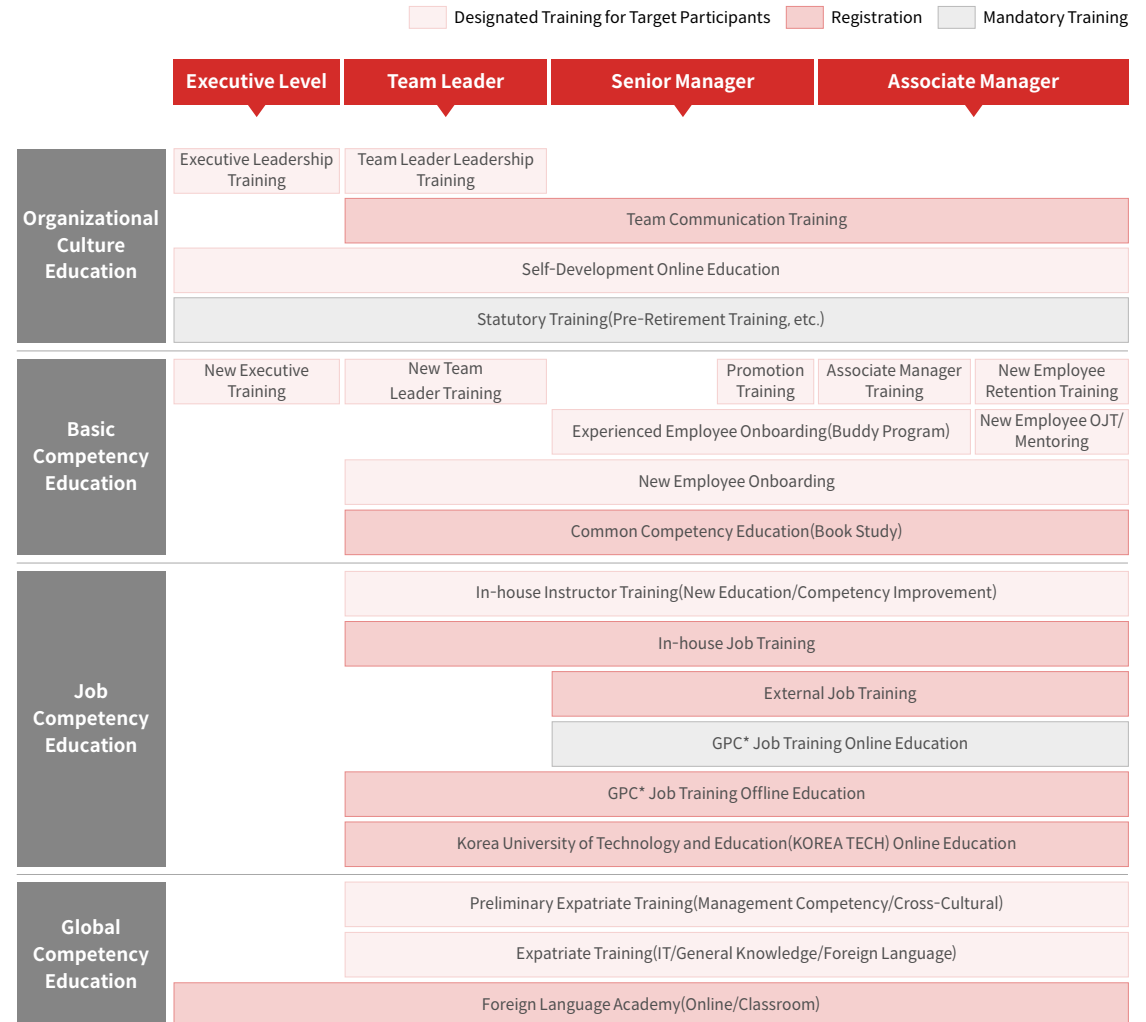 Designated Training for Target Participants
Registration
Mandatory Training
Executive Level
Team Leader
Senior Manager
Associate Manager
Organizational
Culture
Education
Executive Leadership
Training
Team Leader Leadership
Training
Team Communication Training
Self-Development Online Education
Statutory Training(Pre-Retirement Training, etc.)
Basic
Competency
Education
New Executive
Training
New Team
Leader Training
Promotion
Training
Associate Manager
Training
New Employee
Retention Training
Experienced Employee Onboarding(Buddy Program)
New Employee OJT/
Mentoring
New Employee Onboarding
Common Competency Education(Book Study)
Job
Competency
Education
In-house Instructor Training(New Education/Competency Improvement)
In-house Job Training
External Job Training
GPC* Job Training Online Education
GPC* Job Training Offline Education
Korea University of Technology and Education(KOREA TECH) Online Education
Global
Competency
Education
Preliminary Expatriate Training(Management Competency/Cross-Cultural)
Expatriate Training(IT/General Knowledge/Foreign Language)
Foreign Language Academy(Online/Classroom)